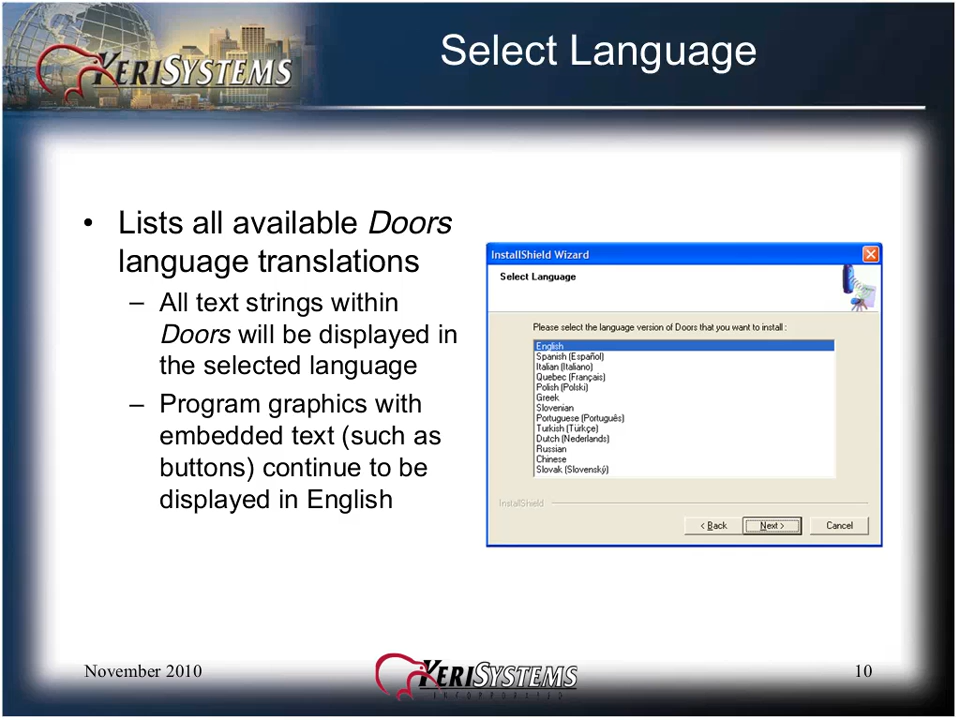 KERISYSTEMS
Select Language
• Lists all available Doors
language translations
– All text strings within
Doors will be displayed in
the selected language
– Program graphics with
embedded text (such as
buttons) continue to be
displayed in English
InstallShield Wizard
Select Language
Please select the language version of Doors that you want to install :
English
Spanish (Español)
Italian (Italiano)
Quebec (Français)
Polish (Polski)
Greek
Slovenian
Portuguese (Português)
Turkish (Türkçe)
Dutch (Nederlands)
Russian
Chinese
Slovak (Slovenský)
InstallShield
< Back
Next >
Cancel
November 2010
KERISYSTEMS
INCORPORATED
10